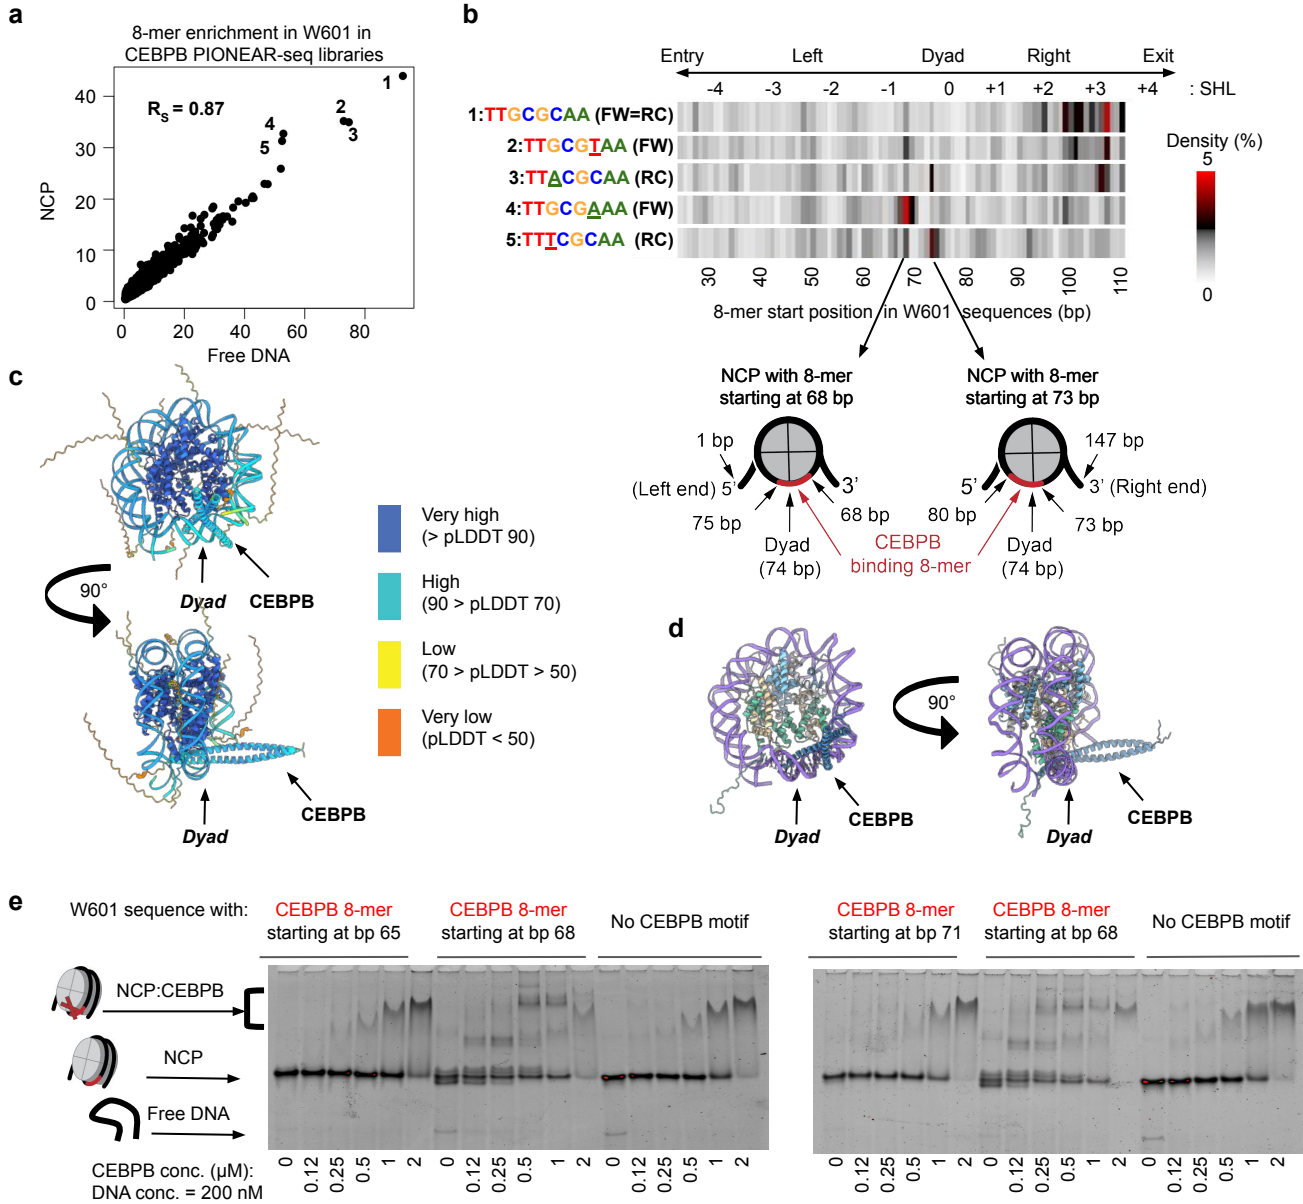 a
8-mer enrichment in W601 in
CEBPB PIONEAR-seq libraries
RS = 0.87
1
2
3
4
5
NCP
40
30
20
10
0
0 20 40 60 80
Free DNA
b
Entry Left Dyad Right Exit
-4 -3 -2 -1 0 +1 +2 +3 +4 : SHL
1:TTGCGCAA (FW=RC)
2:TTGCGTAA (FW)
3:TTACGCAA (RC)
4:TTGCGAAA (FW)
5:TTTCGCAA (RC)
Density (%)
5
0
30 40 50 60 70 80 90 100 110
8-mer start position in W601 sequences (bp)
NCP with 8-mer
starting at 68 bp
NCP with 8-mer
starting at 73 bp
1 bp
(Left end) 5’
3’
75 bp
68 bp
Dyad
(74 bp)
CEBPB
binding 8-mer
147 bp
5’
3’ (Right end)
80 bp
73 bp
Dyad
(74 bp)
c
Dyad
CEBPB
90°
Dyad
CEBPB
Very high
(> pLDDT 90)
High
(90 > pLDDT 70)
Low
(70 > pLDDT > 50)
Very low
(pLDDT < 50)
d
90°
Dyad
CEBPB
Dyad
CEBPB
e
W601 sequence with:
CEBPB 8-mer
starting at bp 65
CEBPB 8-mer
starting at bp 68
No CEBPB motif
CEBPB 8-mer
starting at bp 71
CEBPB 8-mer
starting at bp 68
No CEBPB motif
NCP:CEBPB
NCP
Free DNA
CEBPB conc. (µM):
DNA conc. = 200 nM
0 0.12 0.25 0.5 1 2 0 0.12 0.25 0.5 1 2 0 0.12 0.25 0.5 1 2
0 0.12 0.25 0.5 1 2 0 0.12 0.25 0.5 1 2 0 0.12 0.25 0.5 1 2